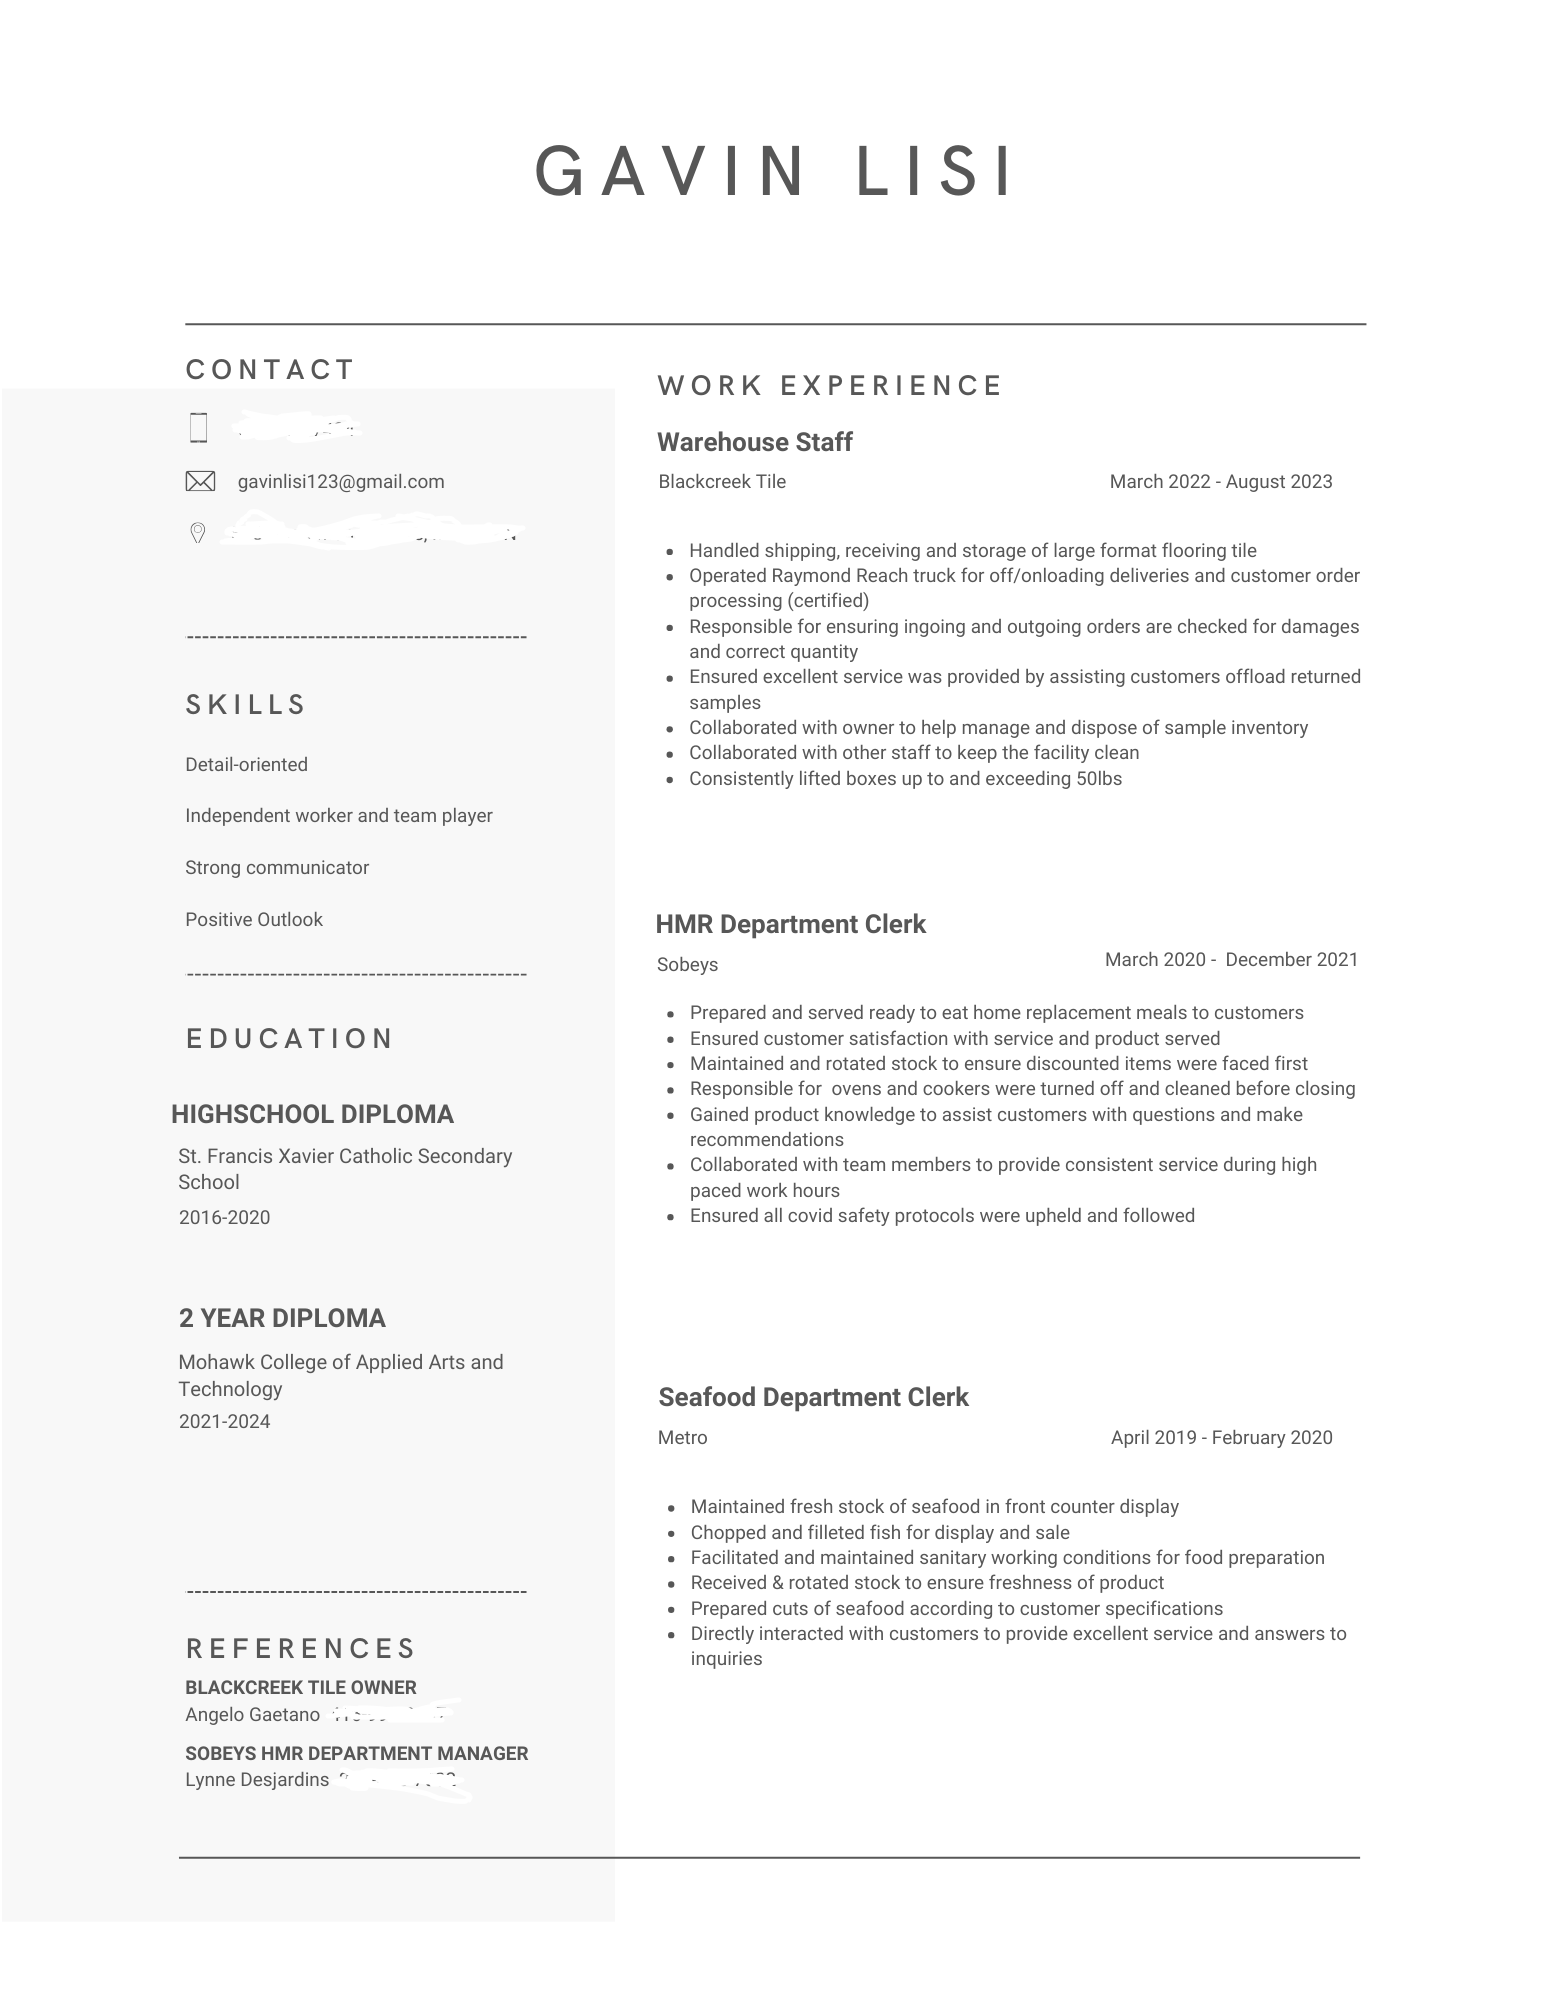 GAVIN LISI
CONTACT
gavinlisi123@gmail.com
SKILLS
Detail-oriented
Independent worker and team player
Strong communicator
Positive Outlook
EDUCATION
HIGHSCHOOL DIPLOMA
St. Francis Xavier Catholic Secondary
School
2016-2020
2 YEAR DIPLOMA
Mohawk College of Applied Arts and
Technology
2021-2024
REFERENCES
BLACKCREEK TILE OWNER
Angelo Gaetano
SOBEYS HMR DEPARTMENT MANAGER
Lynne Desjardins
WORK EXPERIENCE
Warehouse Staff
Blackcreek Tile March 2022 - August 2023
• Handled shipping, receiving and storage of large format flooring tile
• Operated Raymond Reach truck for off/onloading deliveries and customer order
processing (certified)
• Responsible for ensuring ingoing and outgoing orders are checked for damages
and correct quantity
• Ensured excellent service was provided by assisting customers offload returned
samples
• Collaborated with owner to help manage and dispose of sample inventory
• Collaborated with other staff to keep the facility clean
• Consistently lifted boxes up to and exceeding 50lbs
HMR Department Clerk
Sobeys March 2020 -  December 2021
• Prepared and served ready to eat home replacement meals to customers
• Ensured customer satisfaction with service and product served
• Maintained and rotated stock to ensure discounted items were faced first
• Responsible for  ovens and cookers were turned off and cleaned before closing
• Gained product knowledge to assist customers with questions and make
recommendations
• Collaborated with team members to provide consistent service during high
paced work hours
• Ensured all covid safety protocols were upheld and followed
Seafood Department Clerk
Metro April 2019 - February 2020
• Maintained fresh stock of seafood in front counter display
• Chopped and filleted fish for display and sale
• Facilitated and maintained sanitary working conditions for food preparation
• Received & rotated stock to ensure freshness of product
• Prepared cuts of seafood according to customer specifications
• Directly interacted with customers to provide excellent service and answers to
inquiries